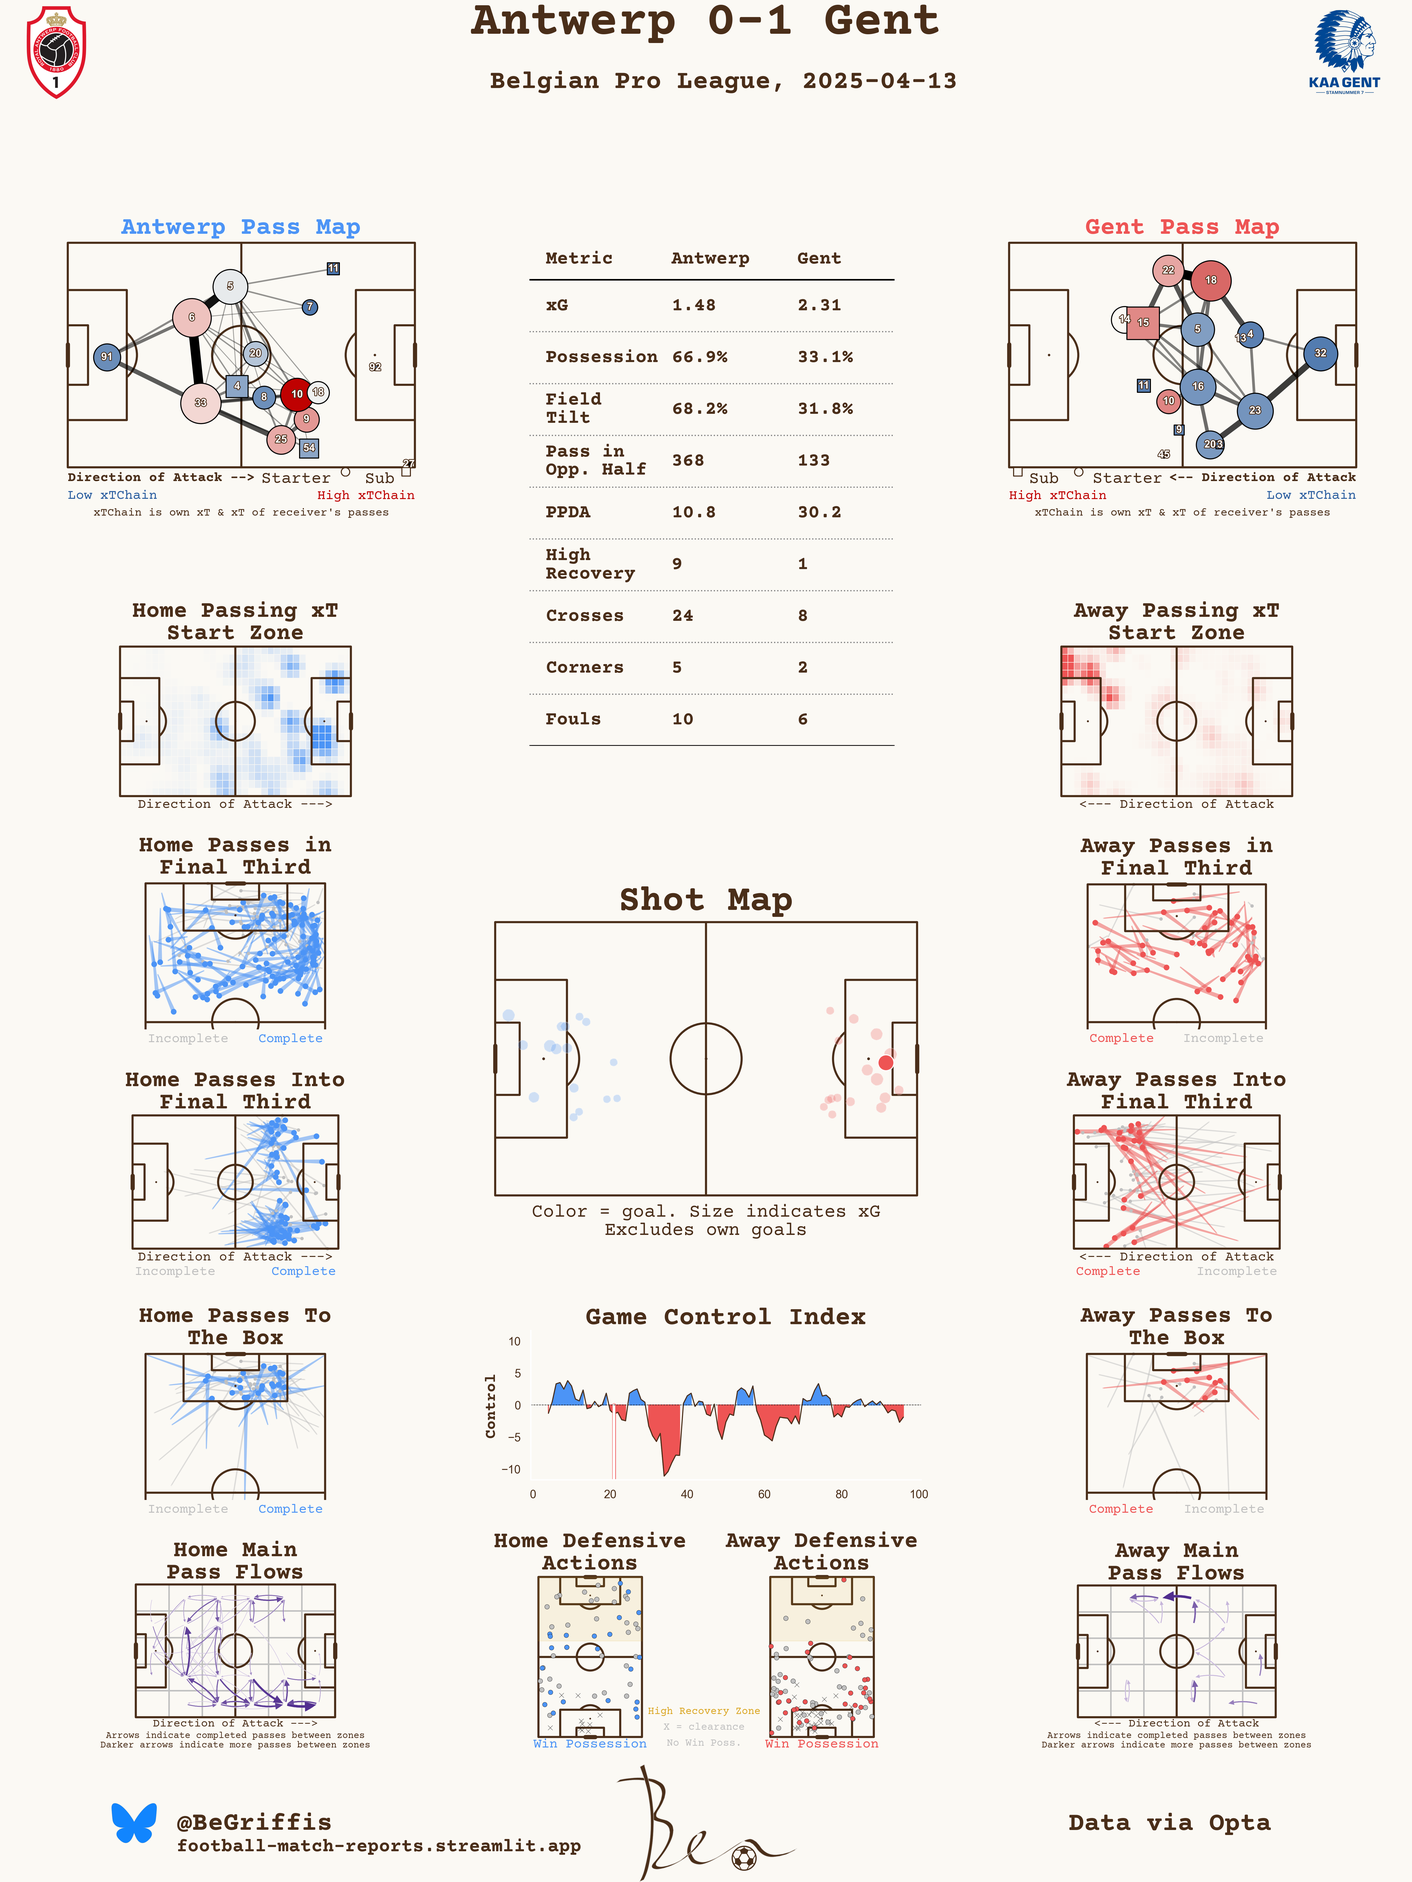 Antwerp 0-1 Gent
Belgian Pro League, 2025-04-13
ANTWERP FOOTBALL CLUB
1880
1
KAA GENT
STAMNUMMER 7
Antwerp Pass Map
5
11
6
7
91
20
92
4
8
10
18
33
9
25
54
27
Direction of Attack --> Starter Sub
Low xTChain High xTChain
xTChain is own xT & xT of receiver's passes
Metric Antwerp Gent
xG 1.48 2.31
Possession 66.9% 33.1%
Field
Tilt 68.2% 31.8%
Pass in
Opp. Half 368 133
PPDA 10.8 30.2
High
Recovery 9 1
Crosses 24 8
Corners 5 2
Fouls 10 6
Gent Pass Map
22
18
14
15
5
13
4
32
11
16
10
23
9
20
3
45
Sub Starter <-- Direction of Attack
High xTChain Low xTChain
xTChain is own xT & xT of receiver's passes
Home Passing xT
Start Zone
Direction of Attack --->
Away Passing xT
Start Zone
<--- Direction of Attack
Home Passes in
Final Third
Incomplete Complete
Away Passes in
Final Third
Complete Incomplete
Shot Map
Color = goal. Size indicates xG
Excludes own goals
Home Passes Into
Final Third
Direction of Attack --->
Incomplete Complete
Away Passes Into
Final Third
<--- Direction of Attack
Complete Incomplete
Home Passes To
The Box
Incomplete Complete
Game Control Index
Control
10
5
0
−5
−10
0 20 40 60 80 100
Away Passes To
The Box
Complete Incomplete
Home Main
Pass Flows
Direction of Attack --->
Arrows indicate completed passes between zones
Darker arrows indicate more passes between zones
Home Defensive
Actions
Win Possession
Away Defensive
Actions
Win Possession
High Recovery Zone
X = clearance
No Win Poss.
Away Main
Pass Flows
<--- Direction of Attack
Arrows indicate completed passes between zones
Darker arrows indicate more passes between zones
@BeGriffis
football-match-reports.streamlit.app
Ben
Data via Opta